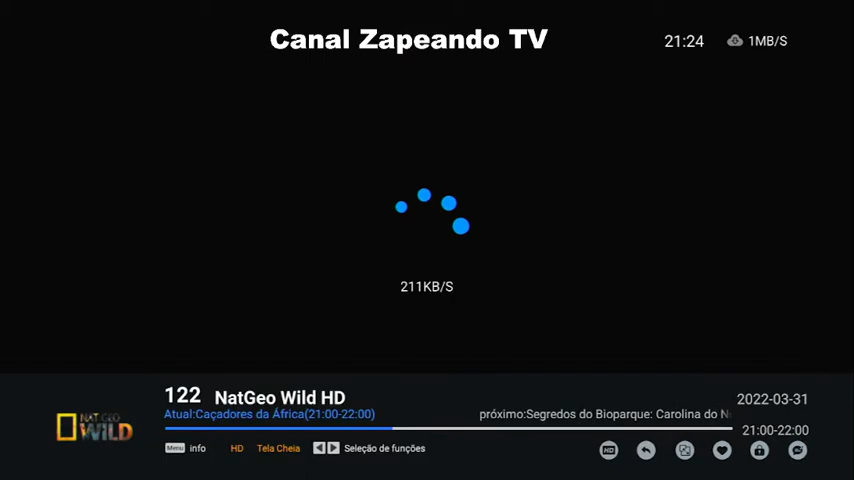 Canal Zapeando TV
21:24
1MB/S
211KB/S
122 NatGeo Wild HD
2022-03-31
Atual:Caçadores da África(21:00-22:00)
próximo:Segredos do Bioparque: Carolina do N
21:00-22:00
NAT GEO
WILD
Menu info HD Tela Cheia Seleção de funções
HD